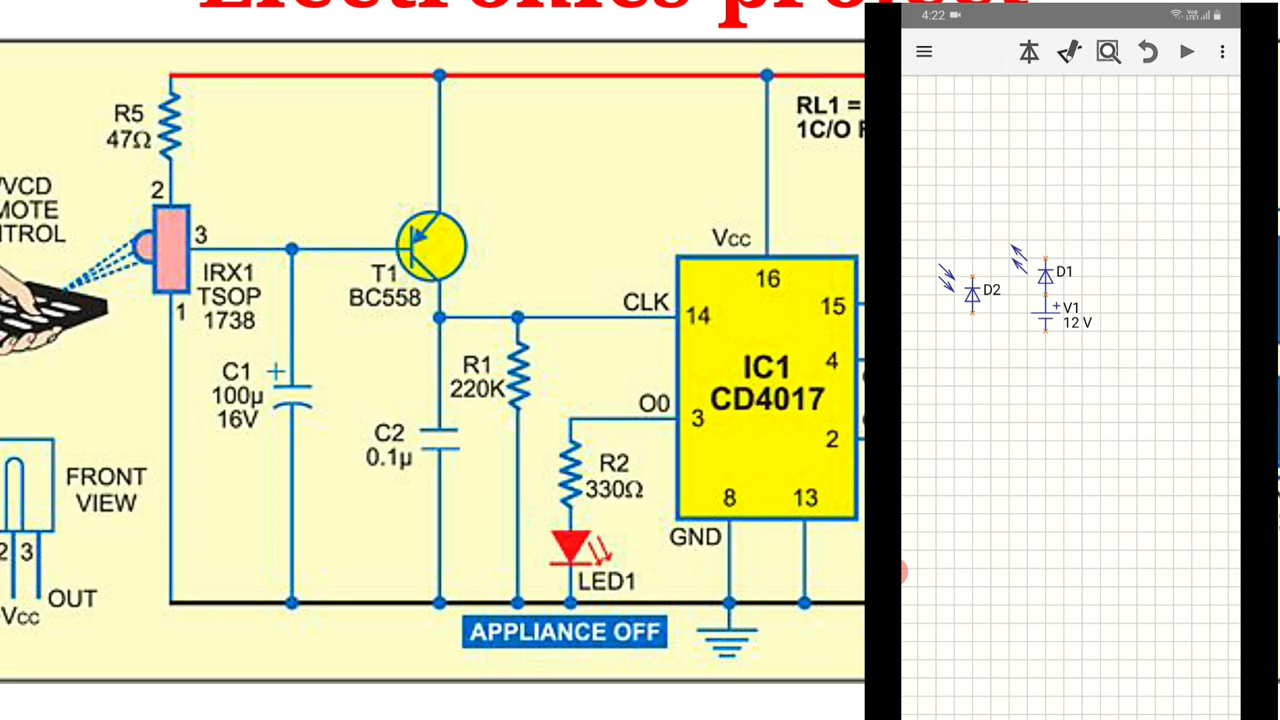 Electronics project
R5
47Ω
2
/VCD
MOTE
NTROL
3
1
IRX1
TSOP
1738
C1 +
100µ
16V
T1
BC558
C2
0.1µ
R1
220K
CLK
14
O0
3
R2
330Ω
LED1
Vcc
16
15
IC1
CD4017
4
2
8 13
GND
RL1 =
1C/O
FRONT
VIEW
2 3
OUT
Vcc
APPLIANCE OFF
4:22
D2
D1
+ V1
12 V